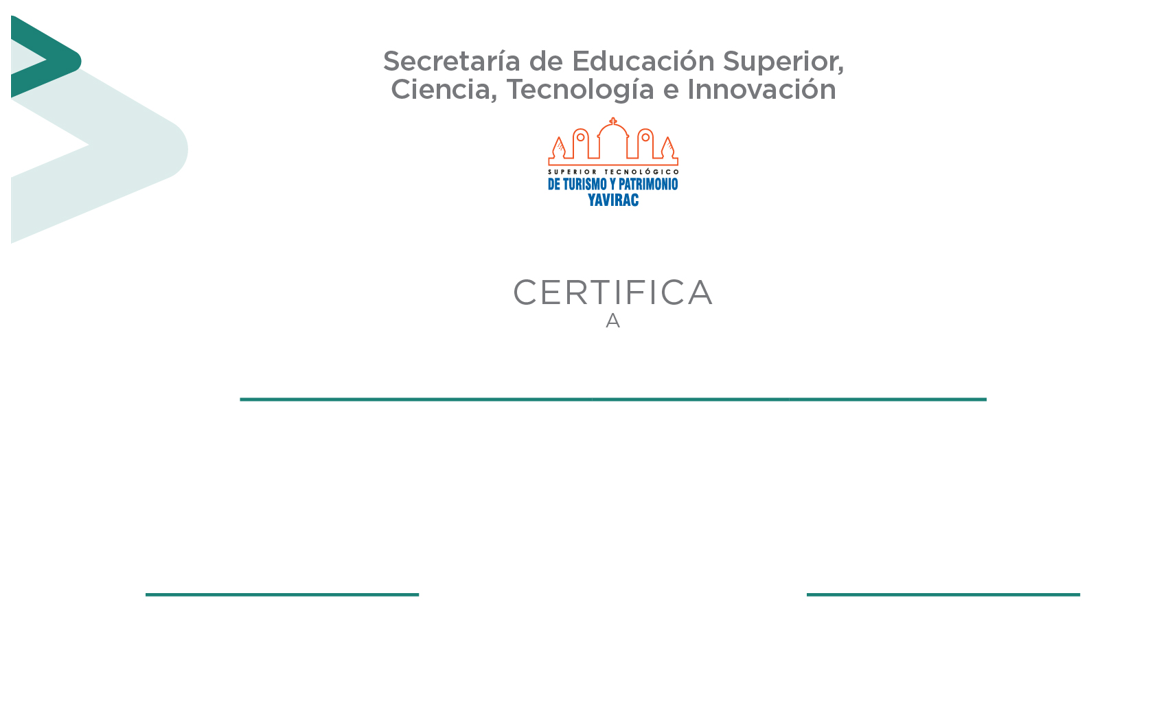 Secretaría de Educación Superior,
Ciencia, Tecnología e Innovación
SUPERIOR TECNOLÓGICO
DE TURISMO Y PATRIMONIO
YAVIRAC
CERTIFICA
A